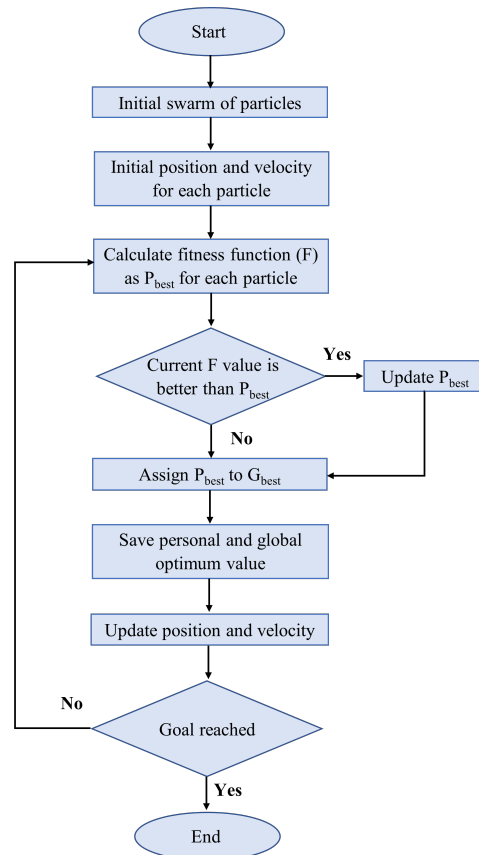 Start
Initial swarm of particles
Initial position and velocity
for each particle
Calculate fitness function (F)
as Pbest for each particle
Current F value is
better than Pbest
Yes
Update Pbest
No
Assign Pbest to Gbest
Save personal and global
optimum value
Update position and velocity
No
Goal reached
Yes
End